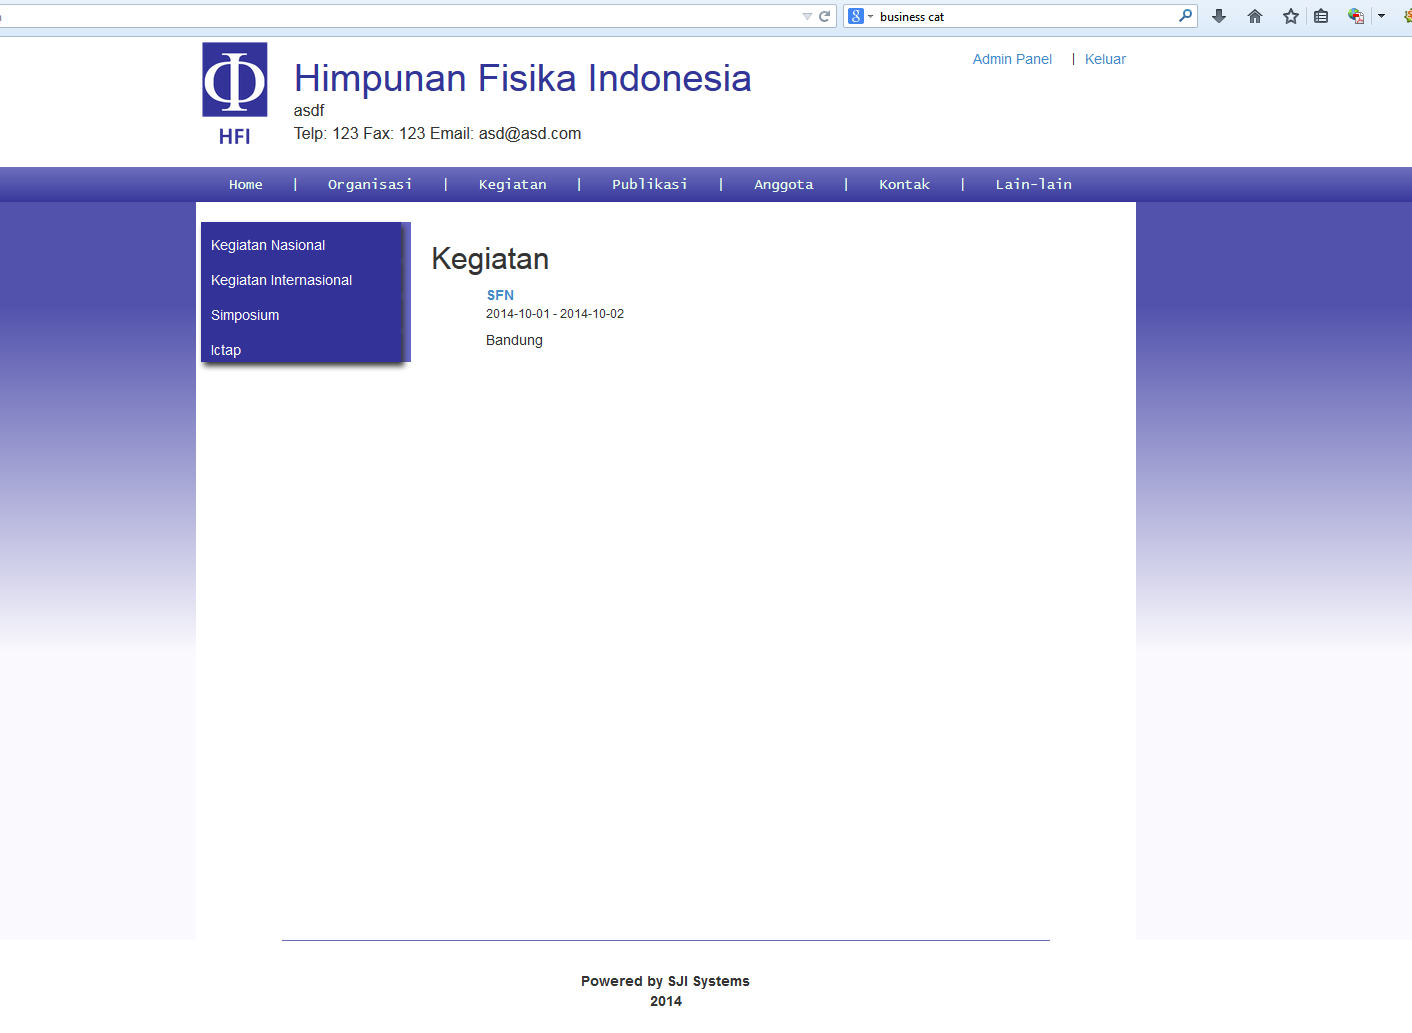 business cat
Admin Panel | Keluar
Φ
HFI
Himpunan Fisika Indonesia
asdf
Telp: 123 Fax: 123 Email: asd@asd.com
Home | Organisasi | Kegiatan | Publikasi | Anggota | Kontak | Lain-lain
Kegiatan Nasional
Kegiatan Internasional
Simposium
Ictap
Kegiatan
SFN
2014-10-01 - 2014-10-02
Bandung
Powered by SJI Systems
2014